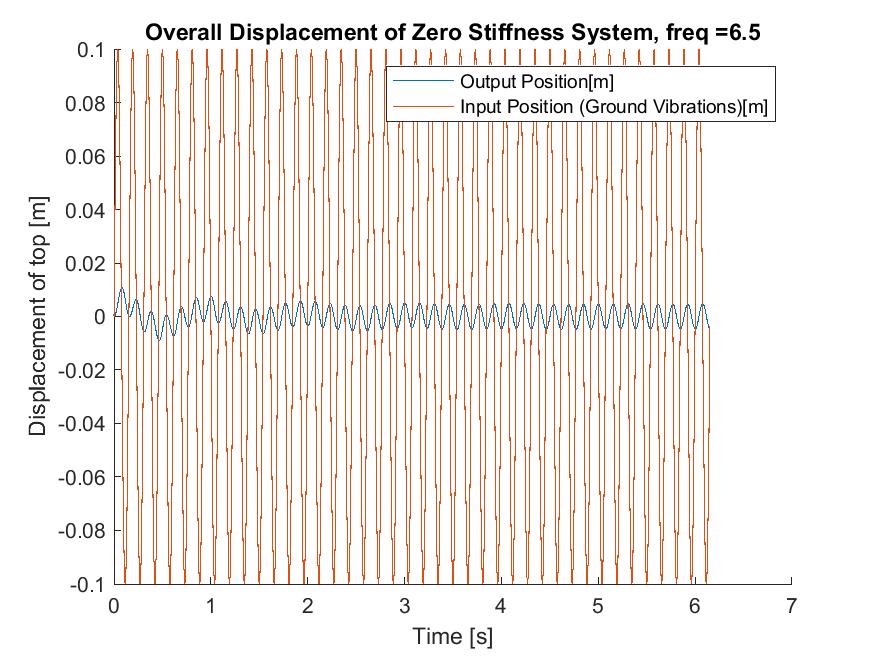 Overall Displacement of Zero Stiffness System, freq =6.5
Output Position[m]
Input Position (Ground Vibrations)[m]
Displacement of top [m]
0.1
0.08
0.06
0.04
0.02
0
-0.02
-0.04
-0.06
-0.08
-0.1
0 1 2 3 4 5 6 7
Time [s]